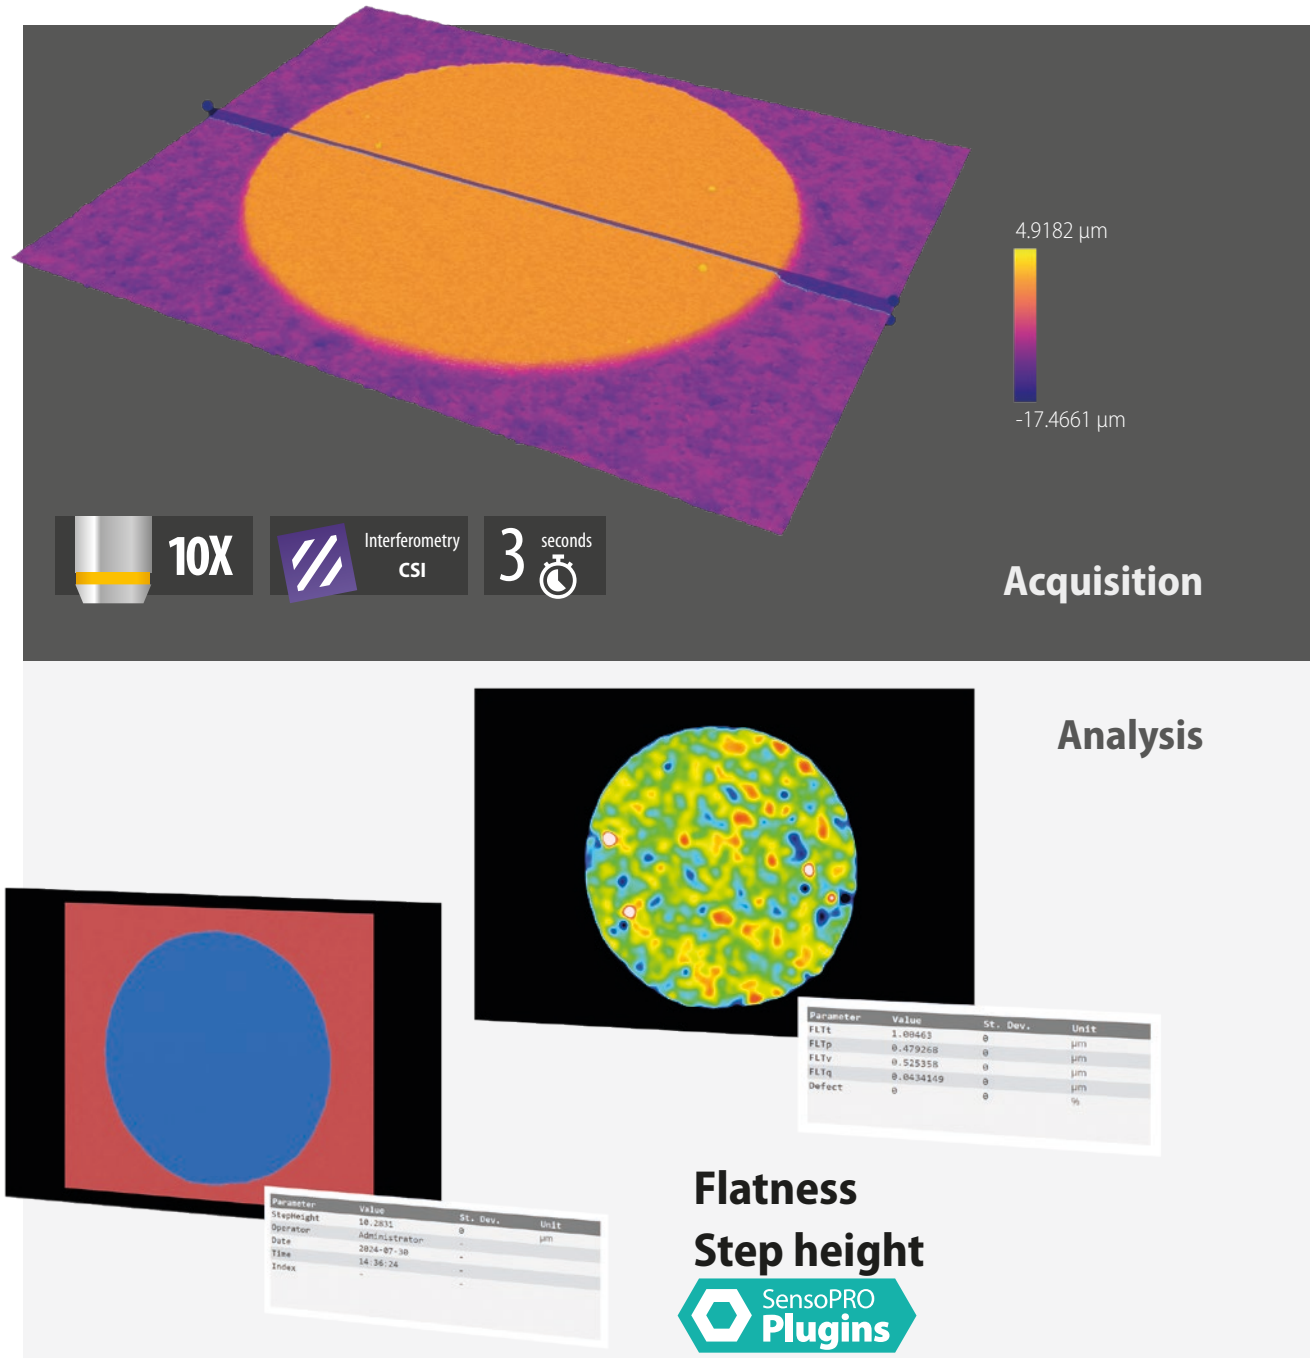 4.9182 µm
-17.4661 µm
10X
Interferometry
CSI
3 seconds
Acquisition
Analysis
Parameter Value St. Dev. Unit
FLTt 1.00463 0 µm
FLTp 0.479268 0 µm
FLTv 0.525358 0 µm
FLTq 0.0434149 0 µm
Defect 0 0 %
Parameter Value St. Dev. Unit
StepHeight 10.2831 0 µm
Operator Administrator -
Date 2024-07-30 -
Time 14:36:24 -
Index - -
Flatness
Step height
SensoPRO
Plugins